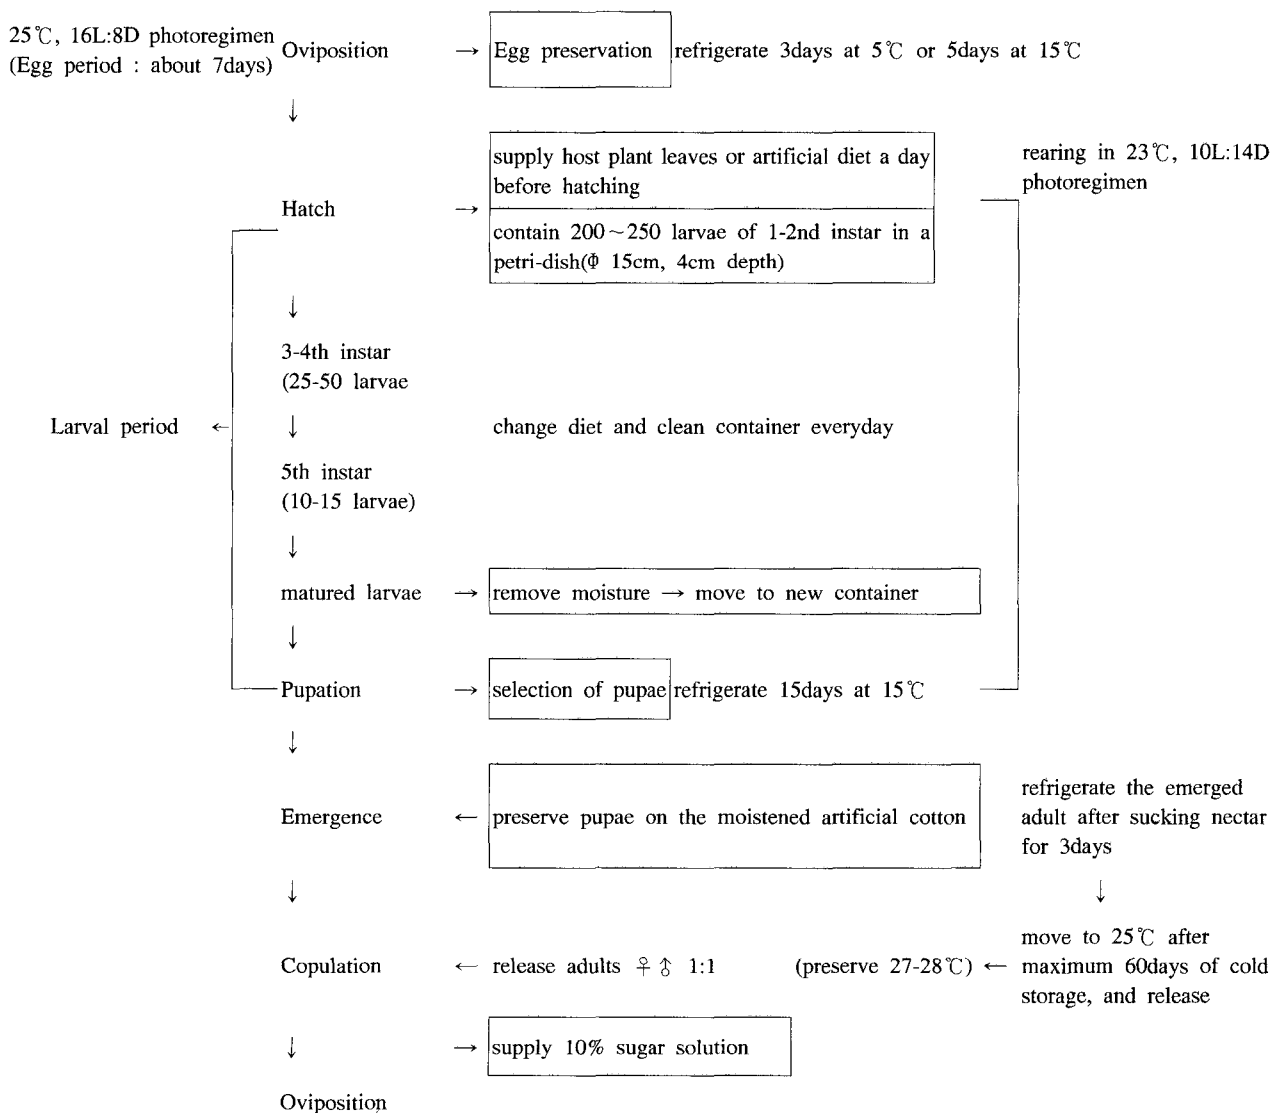 25℃, 16L:8D photoregimen
(Egg period : about 7days)
Oviposition → Egg preservation refrigerate 3days at 5℃ or 5days at 15℃
↓
supply host plant leaves or artificial diet a day
before hatching
rearing in 23℃, 10L:14D
photoregimen
Hatch →
contain 200~250 larvae of 1-2nd instar in a
petri-dish(Φ 15cm, 4cm depth)
↓
3-4th instar
(25-50 larvae
Larval period ← ↓ change diet and clean container everyday
5th instar
(10-15 larvae)
↓
matured larvae → remove moisture → move to new container
↓
Pupation → selection of pupae refrigerate 15days at 15℃
↓
Emergence ← preserve pupae on the moistened artificial cotton
refrigerate the emerged
adult after sucking nectar
for 3days
↓ ↓
Copulation ← release adults ♀♂ 1:1 (preserve 27-28℃) ←
move to 25℃ after
maximum 60days of cold
storage, and release
↓ → supply 10% sugar solution
Oviposition